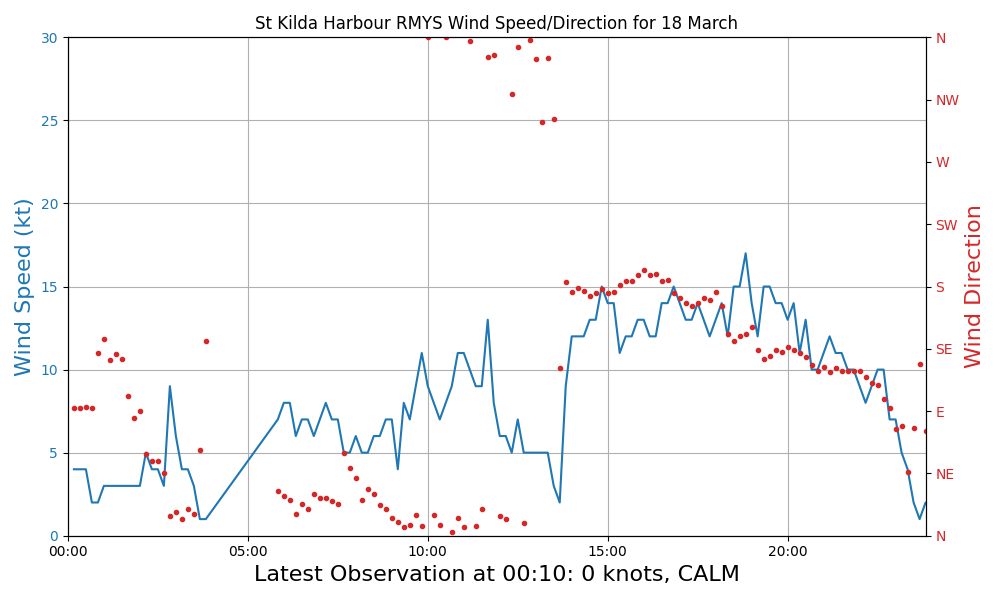 St Kilda Harbour RMYS Wind Speed/Direction for 18 March
Wind Speed (kt)
30
25
20
15
10
5
0
N
NW
W
SW
S
SE
E
NE
N
Wind Direction
00:00 05:00 10:00 15:00 20:00
Latest Observation at 00:10: 0 knots, CALM